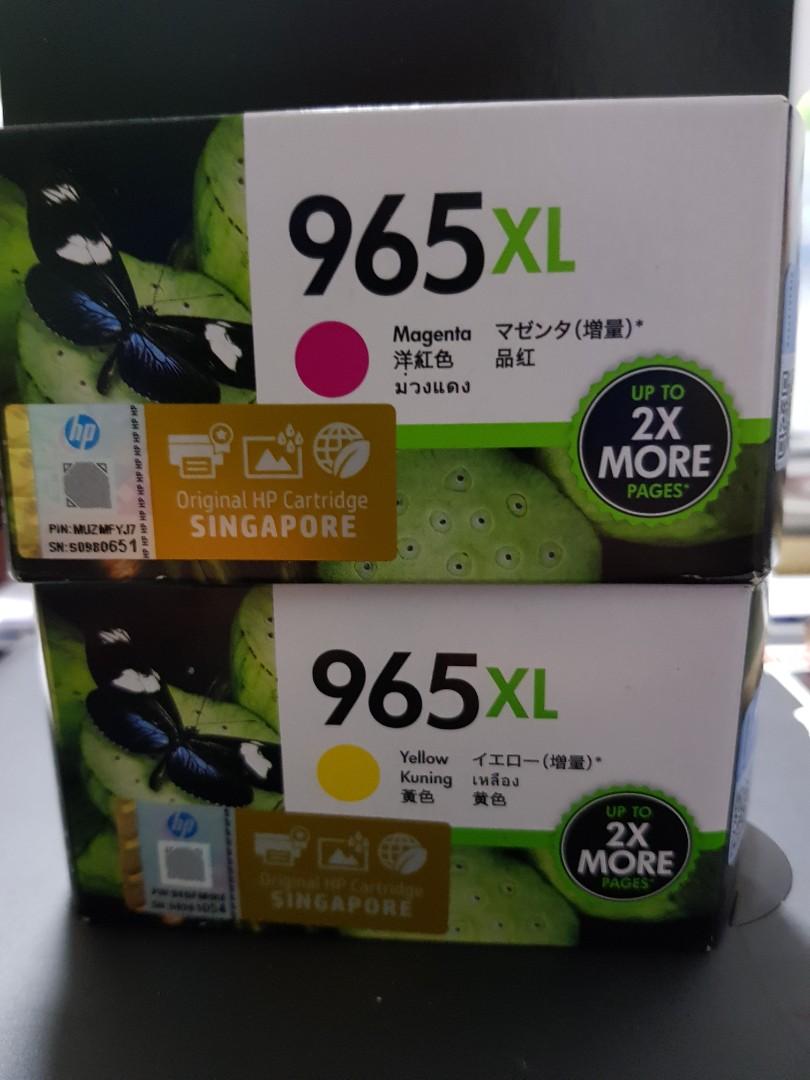 965XL
Magenta マゼンタ(増量)*
洋紅色 品红
ม่วงแดง
UP TO
2X
MORE
PAGES*
hp
Original HP Cartridge
SINGAPORE
PIN:MUZMFYJ7
SN:S0980651
965XL
Yellow イエロー(増量)*
Kuning เหลือง
黃色 黄色
UP TO
2X
MORE
PAGES*
hp
Original HP Cartridge
SINGAPORE